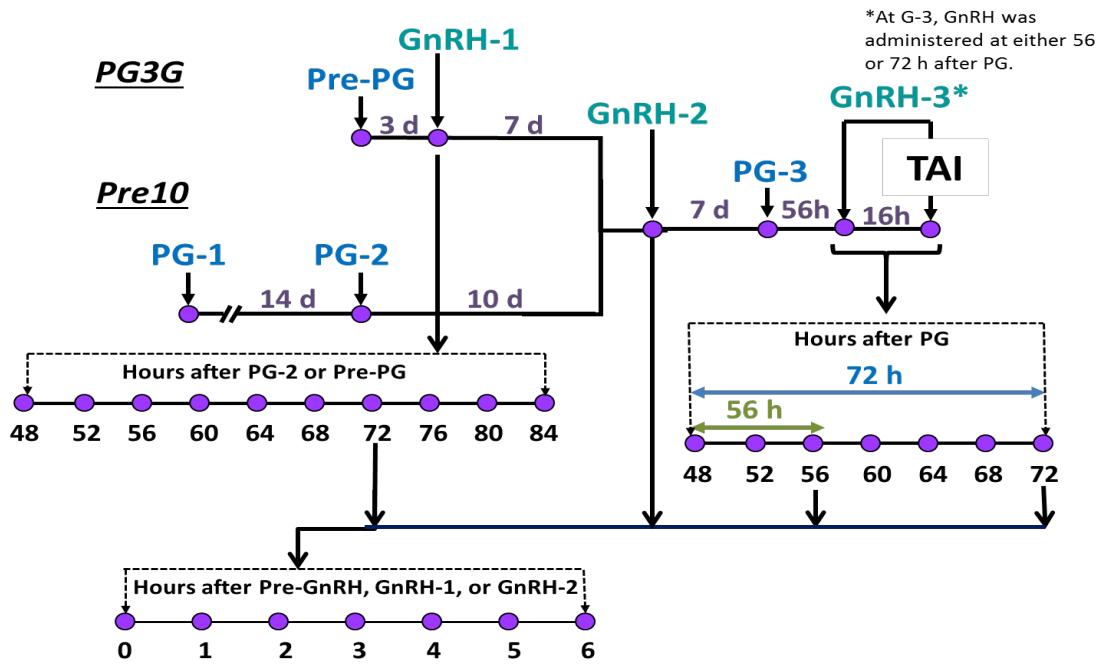 *At G-3, GnRH was
administered at either 56
or 72 h after PG.
GnRH-1
PG3G
Pre-PG
GnRH-3*
GnRH-2
3 d
7 d
TAI
PG-3
Pre10
7 d
56h
16h
PG-1
PG-2
14 d
10 d
Hours after PG
Hours after PG-2 or Pre-PG
72 h
56 h
48 52 56 60 64 68 72 76 80 84
48 52 56 60 64 68 72
Hours after Pre-GnRH, GnRH-1, or GnRH-2
0 1 2 3 4 5 6